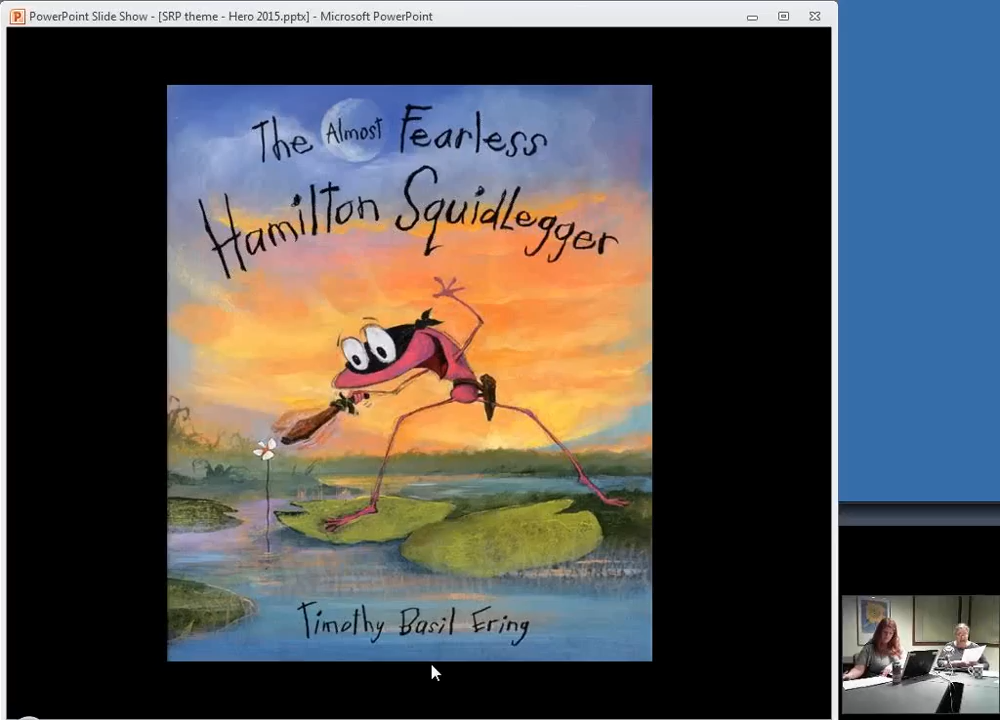 PowerPoint Slide Show - [SRP theme - Hero 2015.pptx] - Microsoft PowerPoint
The Almost Fearless
Hamilton Squidlegger
Timothy Basil Ering